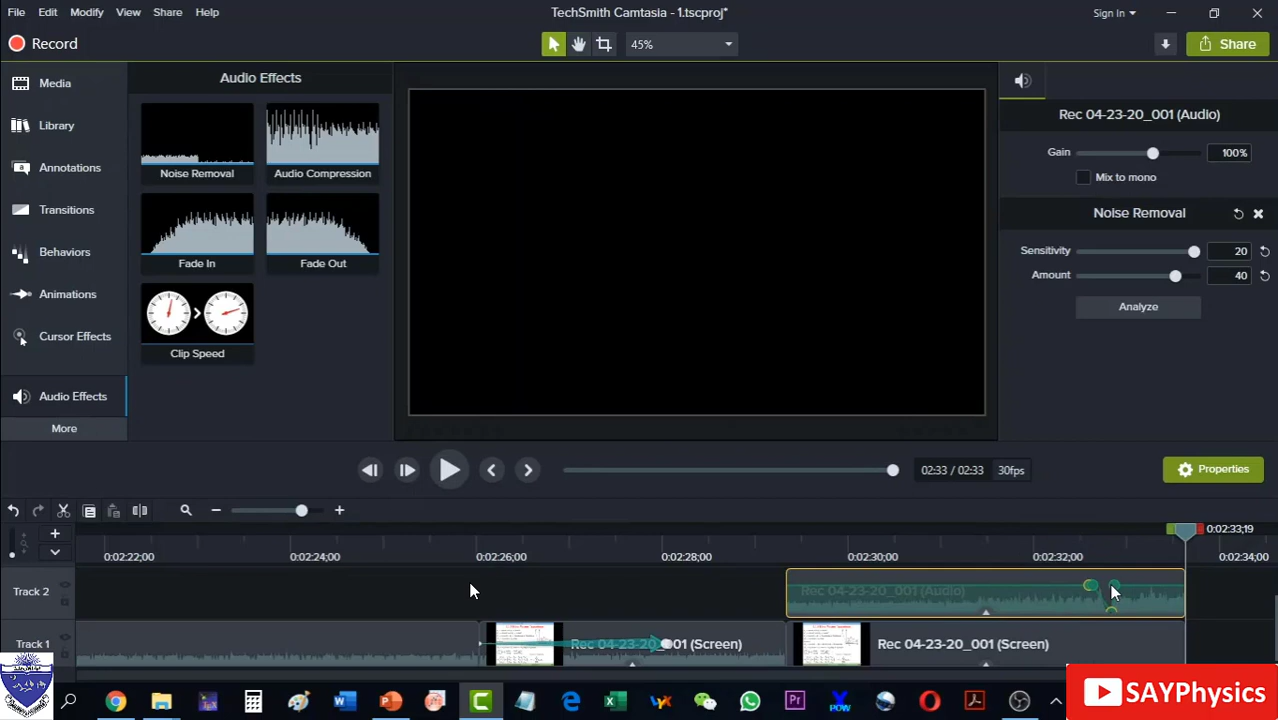 File Edit Modify View Share Help
TechSmith Camtasia - 1.tscproj*
Sign In
Record
45%
Share
Media
Library
Annotations
Transitions
Behaviors
Animations
Cursor Effects
Audio Effects
More
Audio Effects
Noise Removal
Audio Compression
Fade In
Fade Out
Clip Speed
Rec 04-23-20_001 (Audio)
Gain 100%
Mix to mono
Noise Removal
Sensitivity 20
Amount 40
Analyze
02:33 / 02:33 30fps
Properties
0:02:33;19
0:02:22;00 0:02:24;00 0:02:26;00 0:02:28;00 0:02:30;00 0:02:32;00 0:02:34;00
Track 2
Rec 04-23-20_001 (Audio)
Track 1
Rec 04-23-20_001 (Screen)
Rec 04-23-20_001 (Screen)
SAYPhysics